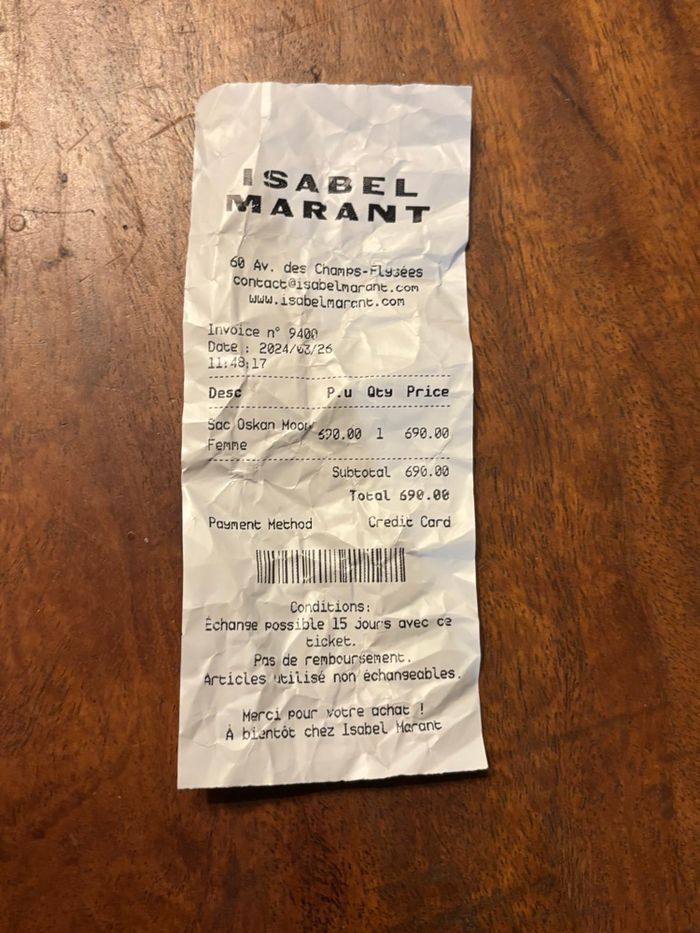 ISABEL
MARANT
60 Av. des Champs-Elysées
contact@isabelmarant.com
www.isabelmarant.com
Invoice n° 9400
Date : 2024/03/26
11:48:17
Desc P.u Qty Price
Sac Oskan Moon 690.00 1 690.00
Femme
Subtotal 690.00
Total 690.00
Payment Method Credit Card
Conditions:
Échange possible 15 jours avec ce
ticket.
Pas de remboursement.
Articles utilisé non échangeables.
Merci pour votre achat !
À bientôt chez Isabel Marant